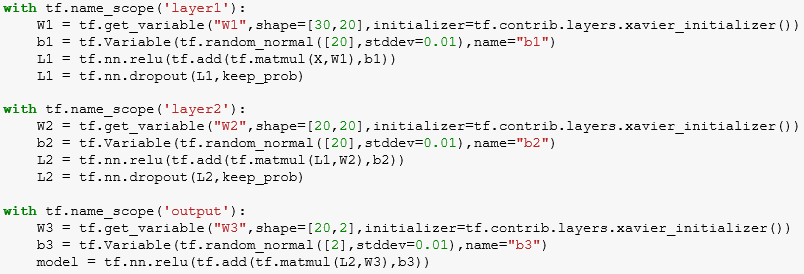 with tf.name_scope('layer1'):
    W1 = tf.get_variable("W1",shape=[30,20],initializer=tf.contrib.layers.xavier_initializer())
    b1 = tf.Variable(tf.random_normal([20],stddev=0.01),name="b1")
    L1 = tf.nn.relu(tf.add(tf.matmul(X,W1),b1))
    L1 = tf.nn.dropout(L1,keep_prob)

with tf.name_scope('layer2'):
    W2 = tf.get_variable("W2",shape=[20,20],initializer=tf.contrib.layers.xavier_initializer())
    b2 = tf.Variable(tf.random_normal([20],stddev=0.01),name="b2")
    L2 = tf.nn.relu(tf.add(tf.matmul(L1,W2),b2))
    L2 = tf.nn.dropout(L2,keep_prob)

with tf.name_scope('output'):
    W3 = tf.get_variable("W3",shape=[20,2],initializer=tf.contrib.layers.xavier_initializer())
    b3 = tf.Variable(tf.random_normal([2],stddev=0.01),name="b3")
    model = tf.nn.relu(tf.add(tf.matmul(L2,W3),b3))